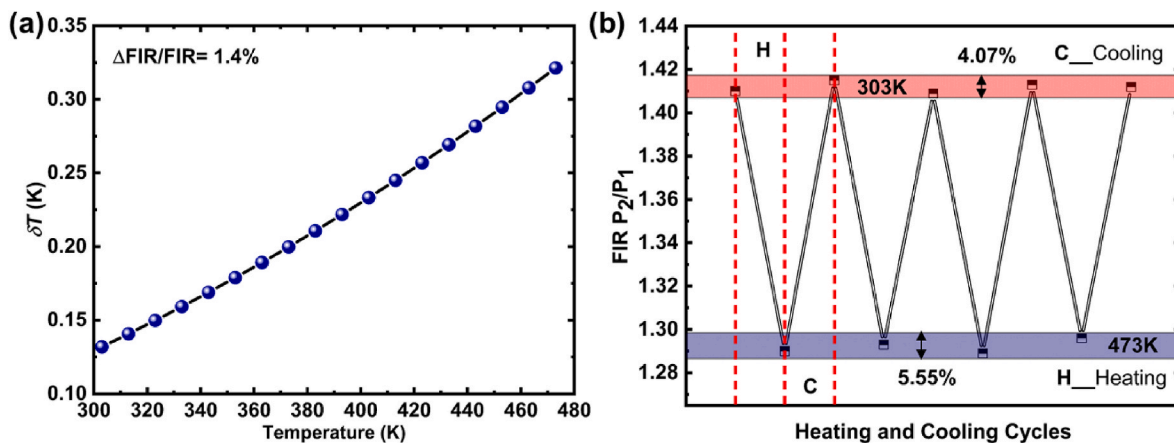 (a)
ΔFIR/FIR= 1.4%
0.35
0.30
0.25
0.20
0.15
0.10
δT (K)
300 320 340 360 380 400 420 440 460 480
Temperature (K)
(b)
H
4.07%
C__Cooling
303K
1.44
1.42
1.40
1.38
1.36
1.34
1.32
1.30
1.28
FIR P₂/P₁
473K
5.55%
H__Heating
C
Heating and Cooling Cycles